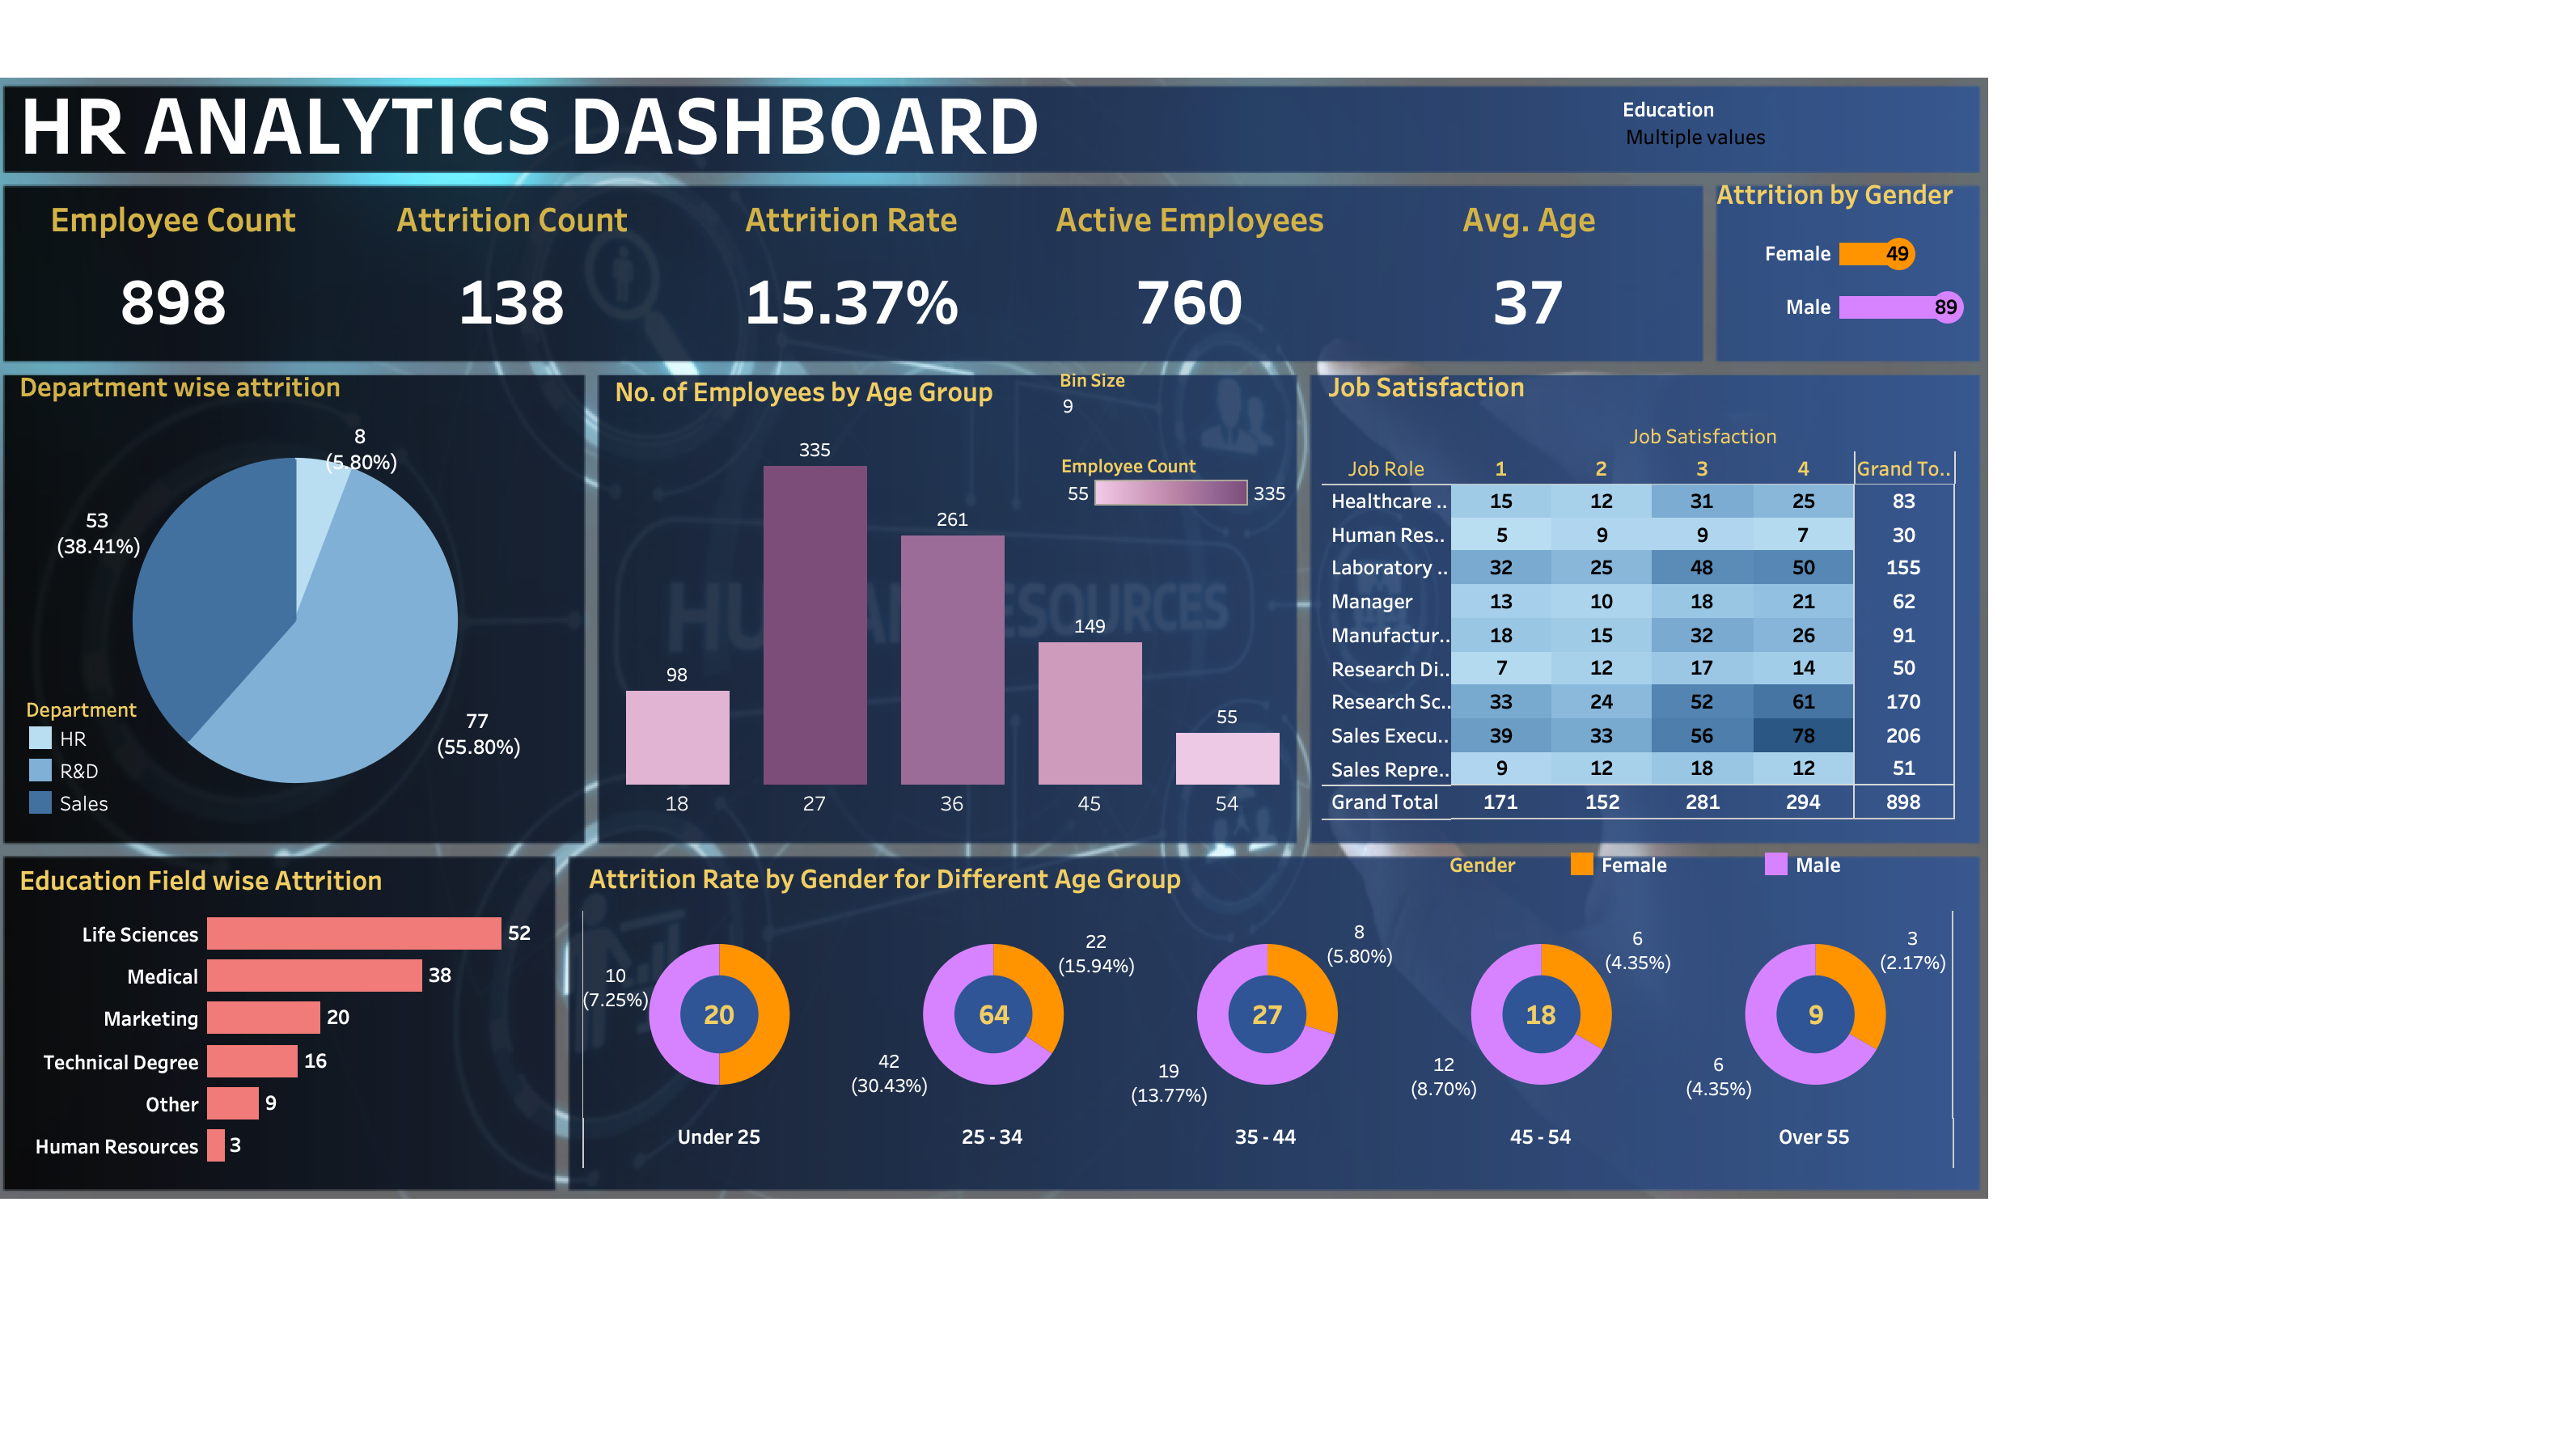 HR ANALYTICS DASHBOARD
Education
Multiple values
Employee Count
Attrition Count
Attrition Rate
Active Employees
Avg. Age
898
138
15.37%
760
37
Attrition by Gender
Female 49
Male 89
Department wise attrition
8
(5.80%)
53
(38.41%)
77
(55.80%)
Department
HR
R&D
Sales
No. of Employees by Age Group
Bin Size
9
Employee Count
55 335
98
335
261
149
55
18 27 36 45 54
HUMAN RESOURCES
Job Satisfaction
Job Satisfaction
Job Role 1 2 3 4 Grand To..
Healthcare .. 15 12 31 25 83
Human Res.. 5 9 9 7 30
Laboratory .. 32 25 48 50 155
Manager 13 10 18 21 62
Manufactur.. 18 15 32 26 91
Research Di.. 7 12 17 14 50
Research Sc.. 33 24 52 61 170
Sales Execu.. 39 33 56 78 206
Sales Repre.. 9 12 18 12 51
Grand Total 171 152 281 294 898
Education Field wise Attrition
Life Sciences 52
Medical 38
Marketing 20
Technical Degree 16
Other 9
Human Resources 3
Attrition Rate by Gender for Different Age Group
Gender Female Male
10
(7.25%)
20
22
(15.94%)
64
42
(30.43%)
8
(5.80%)
27
19
(13.77%)
6
(4.35%)
18
12
(8.70%)
3
(2.17%)
9
6
(4.35%)
Under 25 25 - 34 35 - 44 45 - 54 Over 55